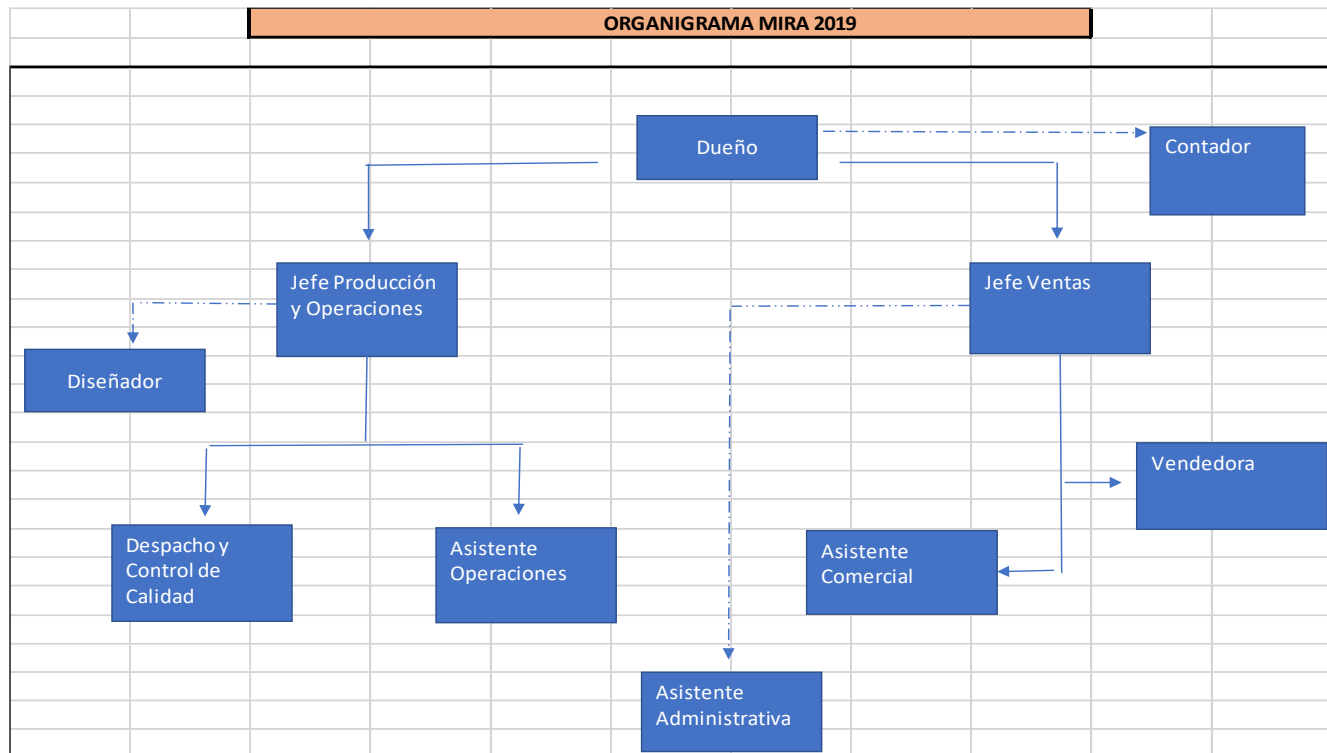 ORGANIGRAMA MIRA 2019
Dueño
Contador
Jefe Producción
y Operaciones
Jefe Ventas
Diseñador
Vendedora
Despacho y
Control de
Calidad
Asistente
Operaciones
Asistente
Comercial
Asistente
Administrativa